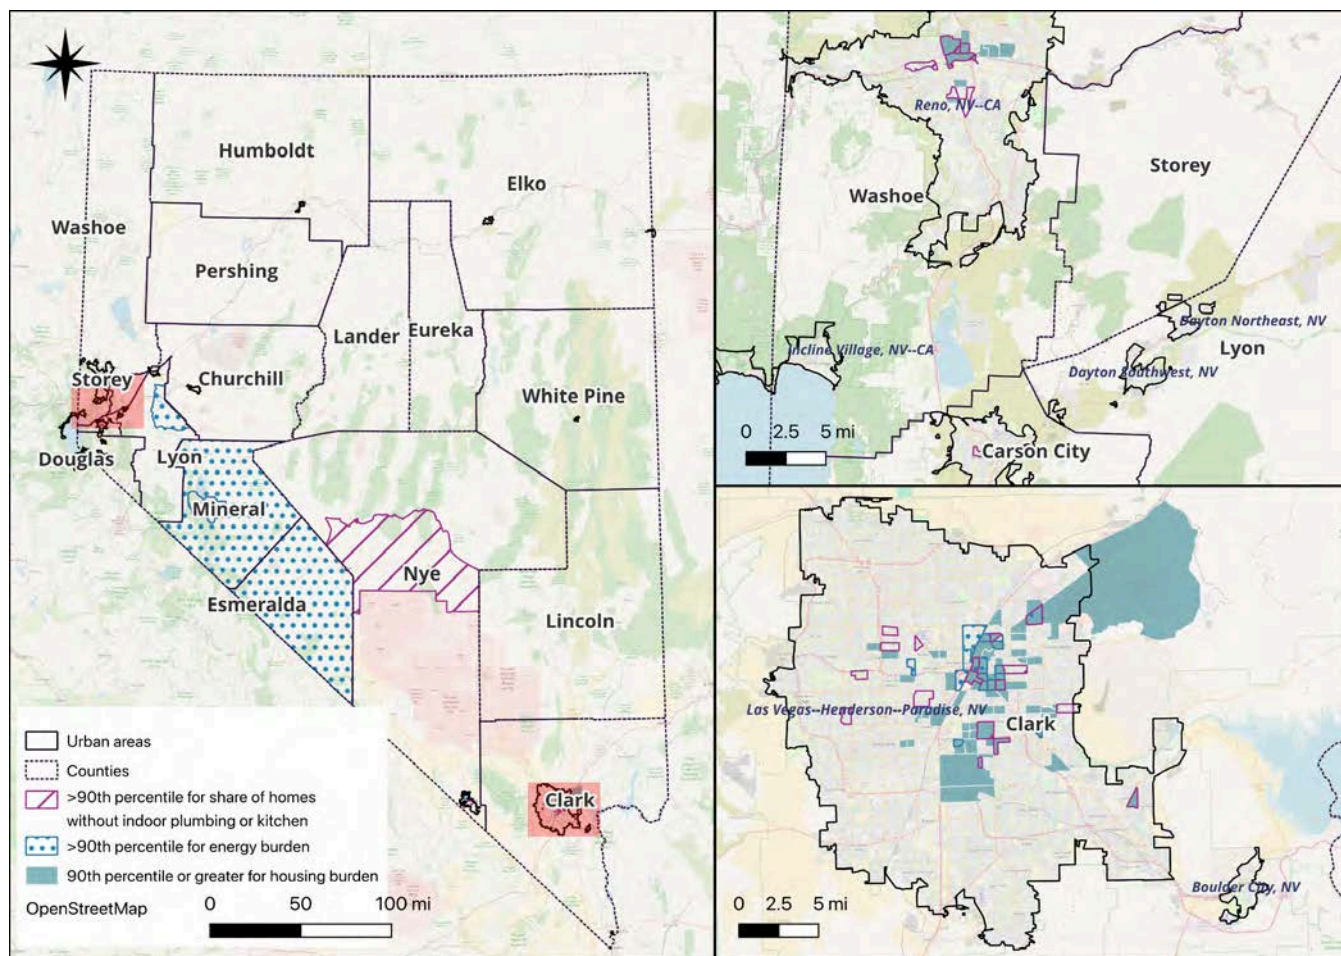 Humboldt
Elko
Washoe
Pershing
Lander
Eureka
Storey
Churchill
White Pine
Douglas
Lyon
Mineral
Nye
Esmeralda
Lincoln
Clark
Urban areas
Counties
>90th percentile for share of homes
without indoor plumbing or kitchen
>90th percentile for energy burden
90th percentile or greater for housing burden
OpenStreetMap
0 50 100 mi
Reno, NV--CA
Storey
Washoe
Dayton Northeast, NV
Incline Village, NV--CA
Lyon
Dayton Southwest, NV
0 2.5 5 mi
Carson City
Las Vegas--Henderson--Paradise, NV
Clark
Boulder City, NV
0 2.5 5 mi